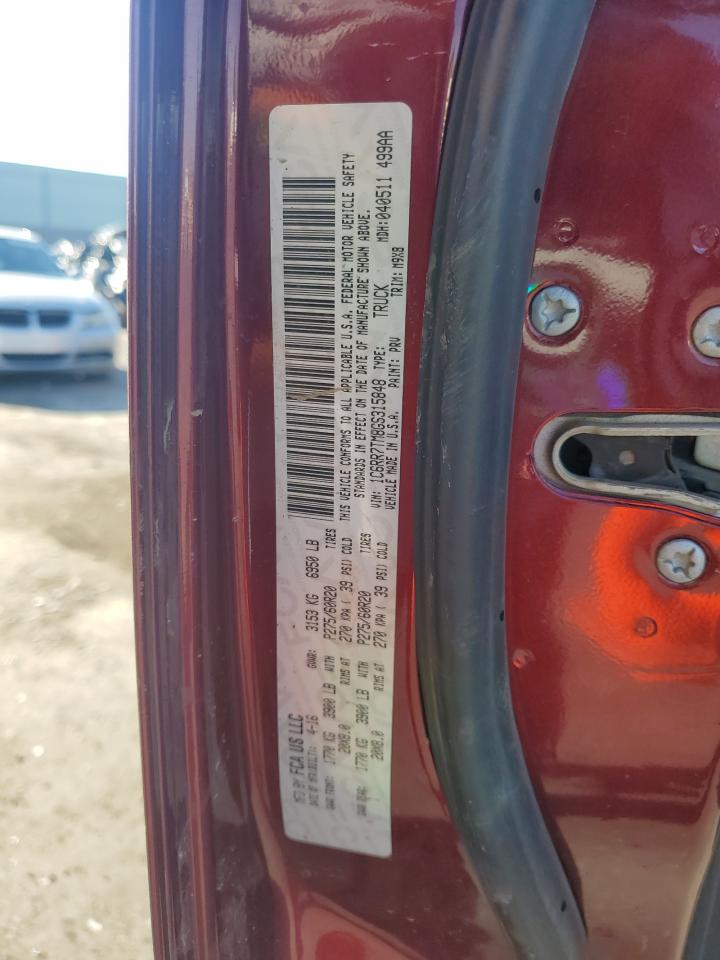 MFD BY FCA US LLC
DATE OF MFR(BUILT): 4-16 GVWR: 3153 KG 6950 LB
GAWR FRONT: 1770 KG 3900 LB WITH P275/60R20 TIRES
20X8.0 RIMS AT 270 KPA ( 39 PSI) COLD
GAWR REAR: 1770 KG 3900 LB WITH P275/60R20 TIRES
20X8.0 RIMS AT 270 KPA ( 39 PSI) COLD
THIS VEHICLE CONFORMS TO ALL APPLICABLE U.S.A. FEDERAL MOTOR VEHICLE SAFETY
STANDARDS IN EFFECT ON THE DATE OF MANUFACTURE SHOWN ABOVE.
VIN: 1C6RR7TM8GS315848 TYPE: TRUCK MDH:040511 499AA
VEHICLE MADE IN U.S.A. PAINT: PRV TRIM: M9X8